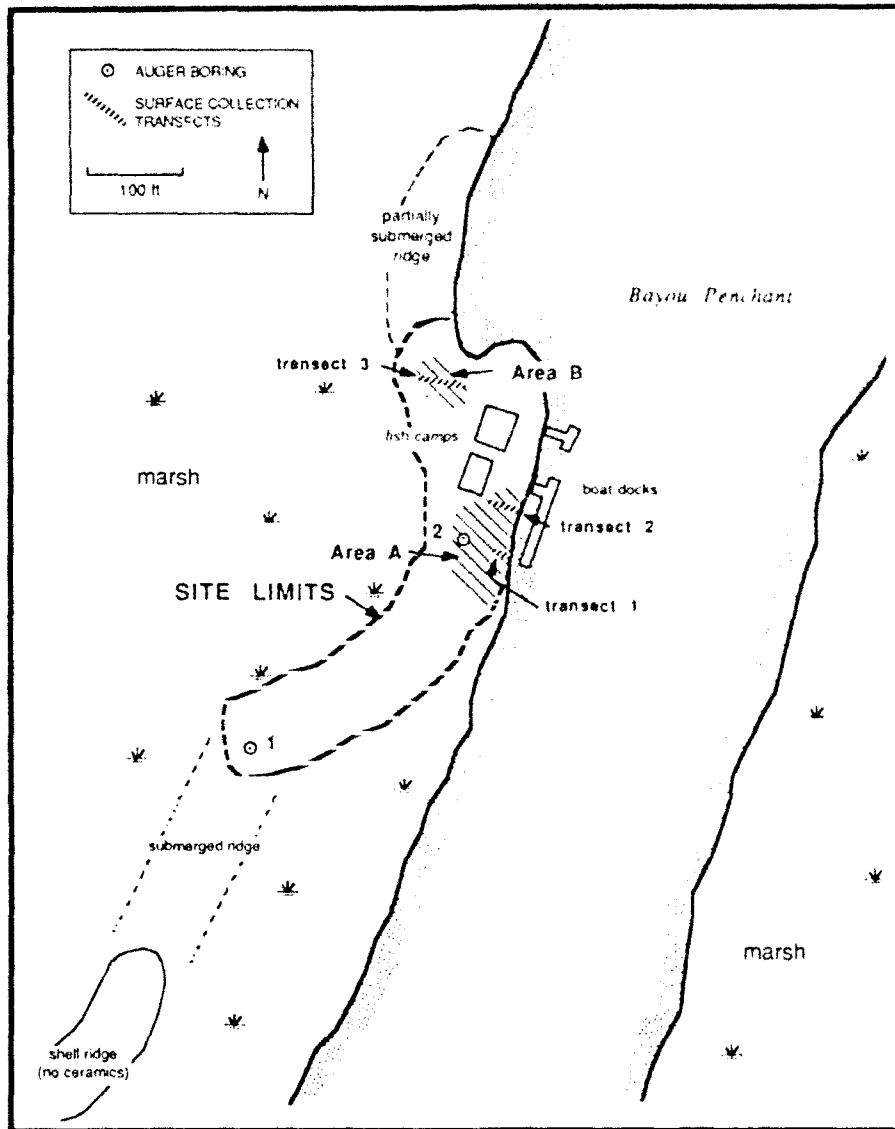 AUGER BORING
SURFACE COLLECTION
TRANSECTS
100 ft
N
partially
submerged
ridge
Bayou Penchant
transect 3
Area B
fish camps
marsh
boat docks
2
transect 2
Area A
SITE LIMITS
transect 1
1
submerged ridge
marsh
shell ridge
(no ceramics)